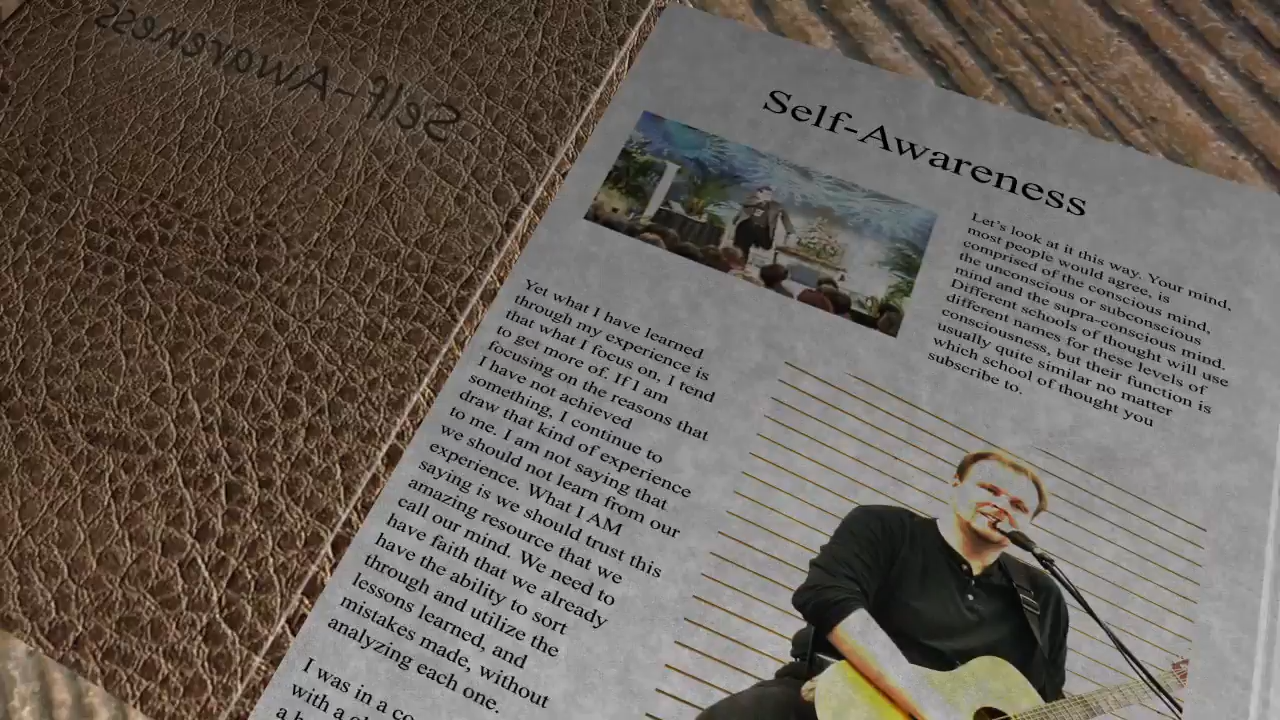 Self-Awareness
Self-Awareness
Let's look at it this way. Your mind,
most people would agree, is
comprised of the conscious mind,
the unconscious or subconscious
mind and the supra-conscious mind.
Different schools of thought will use
different names for these levels of
consciousness, but their function is
usually quite similar no matter
which school of thought you
subscribe to.
Yet what I have learned
through my experience is
that what I focus on, I tend
to get more of. If I am
focusing on the reasons that
I have not achieved
something, I continue to
draw that kind of experience
to me. I am not saying that
we should not learn from our
experience. What I AM
saying is we should trust this
amazing resource that we
call our mind. We need to
have faith that we already
have the ability to sort
through and utilize the
lessons learned, and
mistakes made, without
analyzing each one.
I was in a
with a